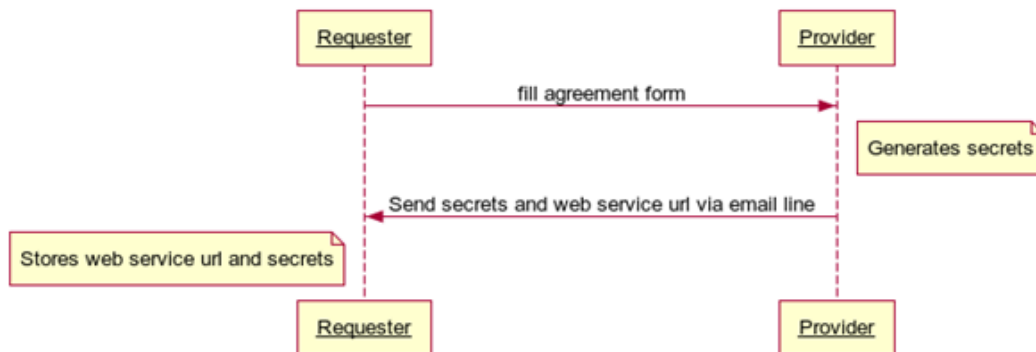 Requester
Provider
fill agreement form
Generates secrets
Send secrets and web service url via email line
Stores web service url and secrets
Requester
Provider